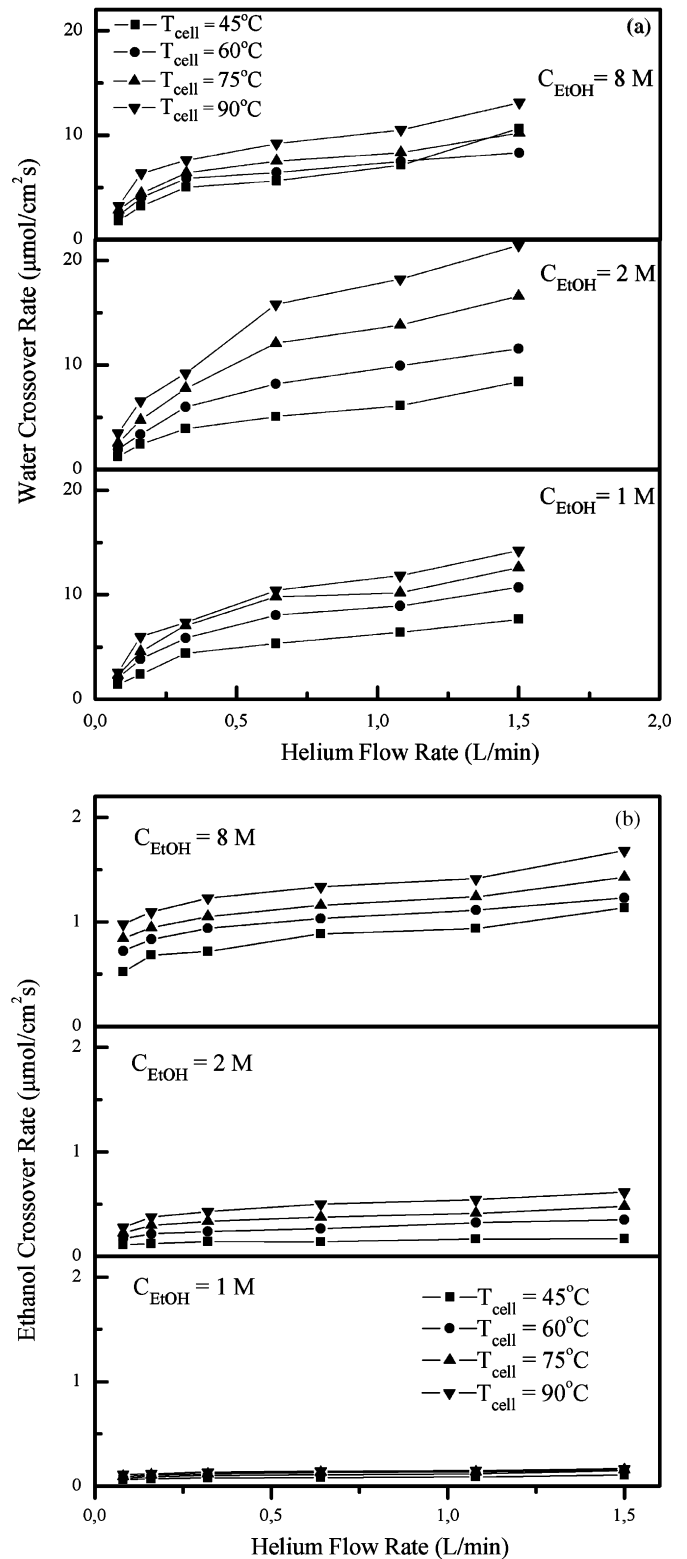 (a)
T_cell = 45°C
T_cell = 60°C
T_cell = 75°C
T_cell = 90°C
C_EtOH = 8 M
20
10
0
C_EtOH = 2 M
20
10
0
C_EtOH = 1 M
20
10
0
0,0 0,5 1,0 1,5 2,0
Water Crossover Rate (μmol/cm²s)
Helium Flow Rate (L/min)
(b)
C_EtOH = 8 M
2
1
0
C_EtOH = 2 M
2
1
0
C_EtOH = 1 M
2
1
0
T_cell = 45°C
T_cell = 60°C
T_cell = 75°C
T_cell = 90°C
0,0 0,5 1,0 1,5
Ethanol Crossover Rate (μmol/cm²s)
Helium Flow Rate (L/min)